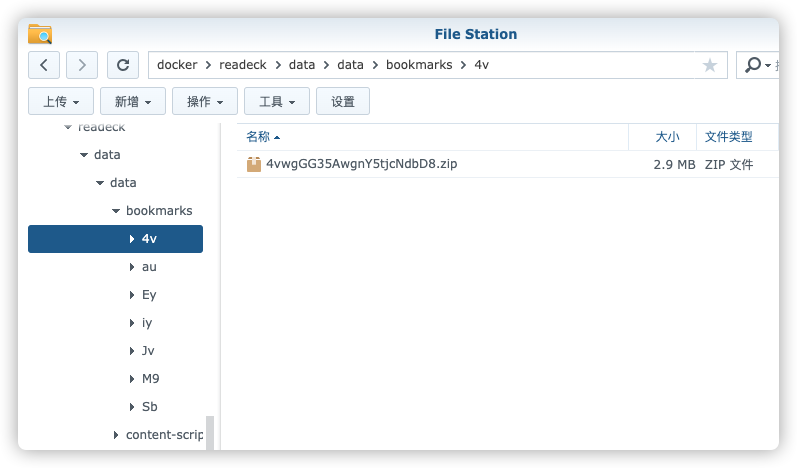 File Station
docker readeck data data bookmarks 4v
上传 新增 操作 工具 设置
readeck
data
data
bookmarks
4v
au
Ey
iy
Jv
M9
Sb
content-scrip
名称 大小 文件类型
4vwgGG35AwgnY5tjcNdbD8.zip 2.9 MB ZIP 文件